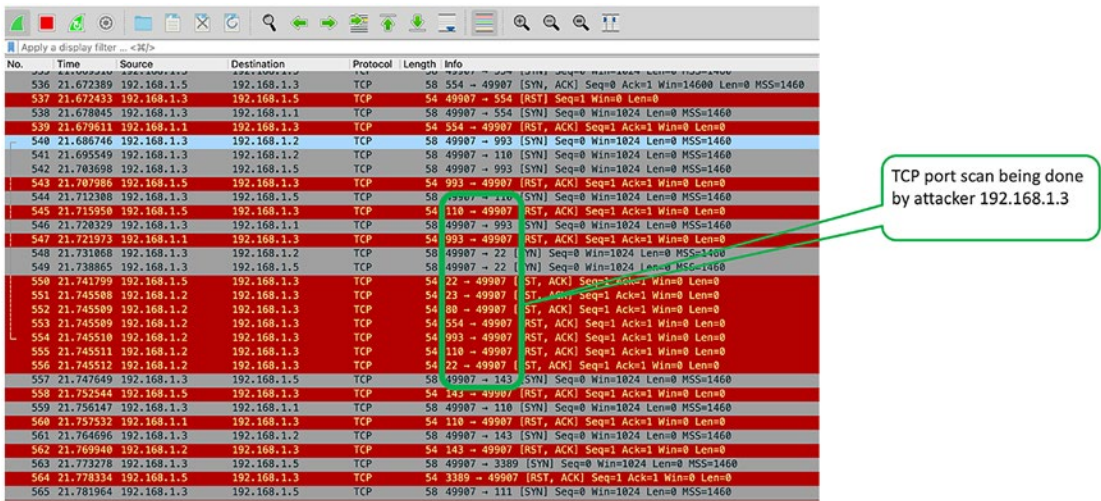 Apply a display filter ... <⌘/>
No. Time Source Destination Protocol Length Info
536 21.672389 192.168.1.5 192.168.1.3 TCP 58 554 → 49907 [SYN, ACK] Seq=0 Ack=1 Win=14600 Len=0 MSS=1460
537 21.672433 192.168.1.3 192.168.1.5 TCP 54 49907 → 554 [RST] Seq=1 Win=0 Len=0
538 21.678045 192.168.1.3 192.168.1.1 TCP 58 49907 → 554 [SYN] Seq=0 Win=1024 Len=0 MSS=1460
539 21.679611 192.168.1.1 192.168.1.3 TCP 54 554 → 49907 [RST, ACK] Seq=1 Ack=1 Win=0 Len=0
540 21.686746 192.168.1.3 192.168.1.2 TCP 58 49907 → 993 [SYN] Seq=0 Win=1024 Len=0 MSS=1460
541 21.695549 192.168.1.3 192.168.1.2 TCP 58 49907 → 110 [SYN] Seq=0 Win=1024 Len=0 MSS=1460
542 21.703698 192.168.1.3 192.168.1.5 TCP 58 49907 → 993 [SYN] Seq=0 Win=1024 Len=0 MSS=1460
543 21.707986 192.168.1.5 192.168.1.3 TCP 54 993 → 49907 [RST, ACK] Seq=1 Ack=1 Win=0 Len=0
544 21.712308 192.168.1.3 192.168.1.5 TCP 58 49907 → 110 [SYN] Seq=0 Win=1024 Len=0 MSS=1460
545 21.715950 192.168.1.5 192.168.1.3 TCP 54 110 → 49907 RST, ACK] Seq=1 Ack=1 Win=0 Len=0
546 21.720329 192.168.1.3 192.168.1.1 TCP 58 49907 → 993 SYN] Seq=0 Win=1024 Len=0 MSS=1460
547 21.721973 192.168.1.1 192.168.1.3 TCP 54 993 → 49907 RST, ACK] Seq=1 Ack=1 Win=0 Len=0
548 21.731068 192.168.1.3 192.168.1.2 TCP 58 49907 → 22 [ YN] Seq=0 Win=1024 Len=0 MSS=1460
549 21.738865 192.168.1.3 192.168.1.5 TCP 58 49907 → 22 [ YN] Seq=0 Win=1024 Len=0 MSS=1460
550 21.741799 192.168.1.5 192.168.1.3 TCP 54 22 → 49907 [ ST, ACK] Seq=1 Ack=1 Win=0 Len=0
551 21.745508 192.168.1.2 192.168.1.3 TCP 54 23 → 49907 [ ST, ACK] Seq=1 Ack=1 Win=0 Len=0
552 21.745509 192.168.1.2 192.168.1.3 TCP 54 80 → 49907 [ ST, ACK] Seq=1 Ack=1 Win=0 Len=0
553 21.745509 192.168.1.2 192.168.1.3 TCP 54 554 → 49907 RST, ACK] Seq=1 Ack=1 Win=0 Len=0
554 21.745510 192.168.1.2 192.168.1.3 TCP 54 993 → 49907 RST, ACK] Seq=1 Ack=1 Win=0 Len=0
555 21.745511 192.168.1.2 192.168.1.3 TCP 54 110 → 49907 RST, ACK] Seq=1 Ack=1 Win=0 Len=0
556 21.745512 192.168.1.2 192.168.1.3 TCP 54 22 → 49907 [ ST, ACK] Seq=1 Ack=1 Win=0 Len=0
557 21.747649 192.168.1.3 192.168.1.5 TCP 58 49907 → 143 [SYN] Seq=0 Win=1024 Len=0 MSS=1460
558 21.752544 192.168.1.5 192.168.1.3 TCP 54 143 → 49907 [RST, ACK] Seq=1 Ack=1 Win=0 Len=0
559 21.756147 192.168.1.3 192.168.1.1 TCP 58 49907 → 110 [SYN] Seq=0 Win=1024 Len=0 MSS=1460
560 21.757532 192.168.1.1 192.168.1.3 TCP 54 110 → 49907 [RST, ACK] Seq=1 Ack=1 Win=0 Len=0
561 21.764696 192.168.1.3 192.168.1.2 TCP 58 49907 → 143 [SYN] Seq=0 Win=1024 Len=0 MSS=1460
562 21.769940 192.168.1.2 192.168.1.3 TCP 54 143 → 49907 [RST, ACK] Seq=1 Ack=1 Win=0 Len=0
563 21.773278 192.168.1.3 192.168.1.5 TCP 58 49907 → 3389 [SYN] Seq=0 Win=1024 Len=0 MSS=1460
564 21.778334 192.168.1.5 192.168.1.3 TCP 54 3389 → 49907 [RST, ACK] Seq=1 Ack=1 Win=0 Len=0
565 21.781964 192.168.1.3 192.168.1.5 TCP 58 49907 → 111 [SYN] Seq=0 Win=1024 Len=0 MSS=1460
TCP port scan being done
by attacker 192.168.1.3